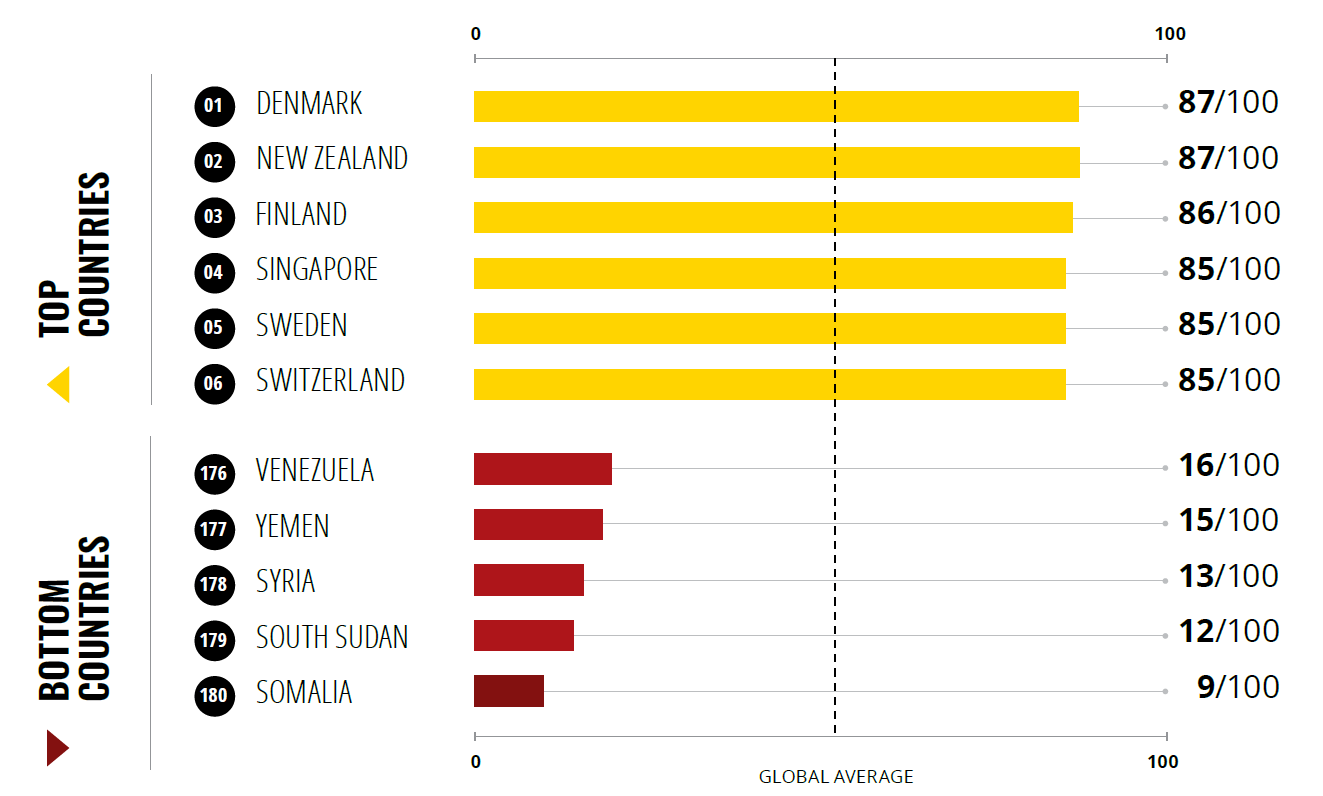 0 100
TOP
COUNTRIES
01 DENMARK 87/100
02 NEW ZEALAND 87/100
03 FINLAND 86/100
04 SINGAPORE 85/100
05 SWEDEN 85/100
06 SWITZERLAND 85/100
BOTTOM
COUNTRIES
176 VENEZUELA 16/100
177 YEMEN 15/100
178 SYRIA 13/100
179 SOUTH SUDAN 12/100
180 SOMALIA 9/100
0 100
GLOBAL AVERAGE